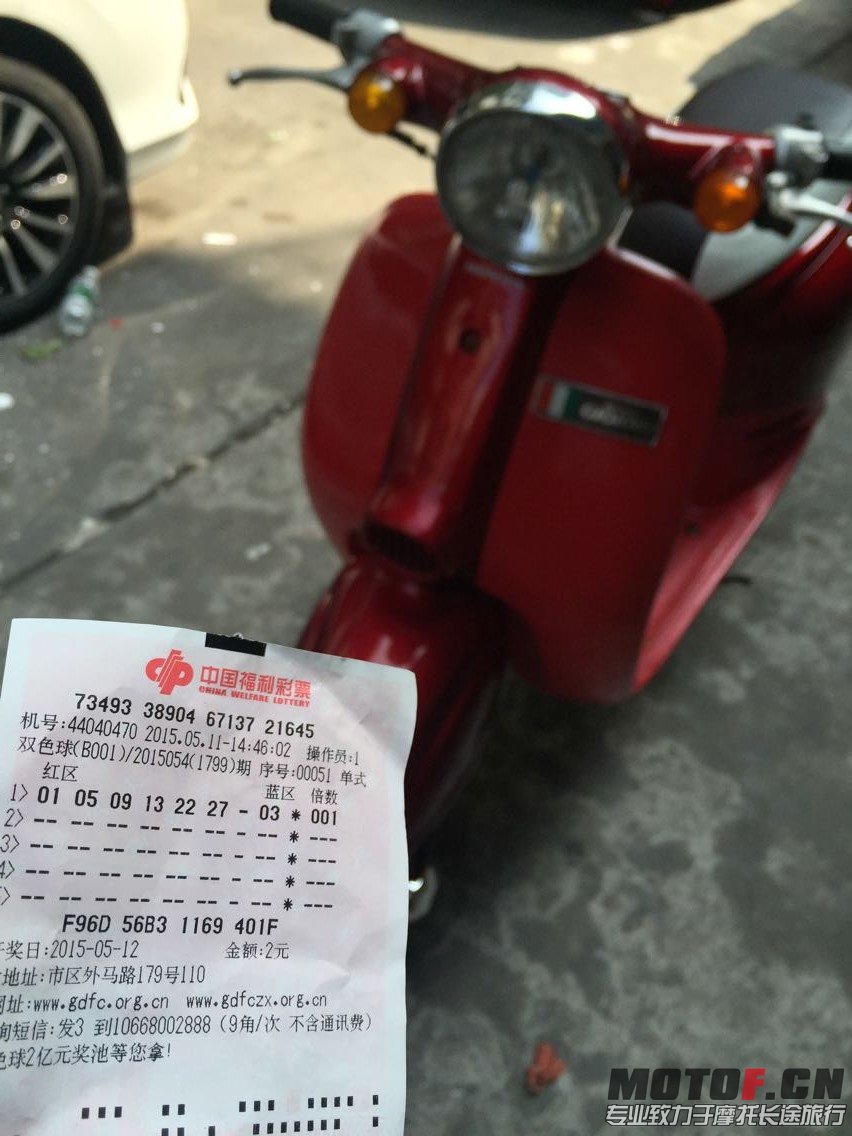 中国福利彩票
CHINA WELFARE LOTTERY
73493 38904 67137 21645
机号:44040470 2015.05.11-14:46:02 操作员:1
双色球(B001)/2015054(1799)期 序号:00051 单式
红区 蓝区 倍数
1> 01 05 09 13 22 27 - 03 * 001
2> -- -- -- -- -- -- - -- * ---
3> -- -- -- -- -- -- - -- * ---
4> -- -- -- -- -- -- - -- * ---
> -- -- -- -- -- -- - -- * ---
F96D 56B3 1169 401F
奖日:2015-05-12 金额:2元
地址:市区外马路179号110
址:www.gdfc.org.cn www.gdfczx.org.cn
询短信:发3 到10668002888 (9角/次 不含通讯费)
色球2亿元奖池等您拿!
MOTOF.CN
专业致力于摩托长途旅行